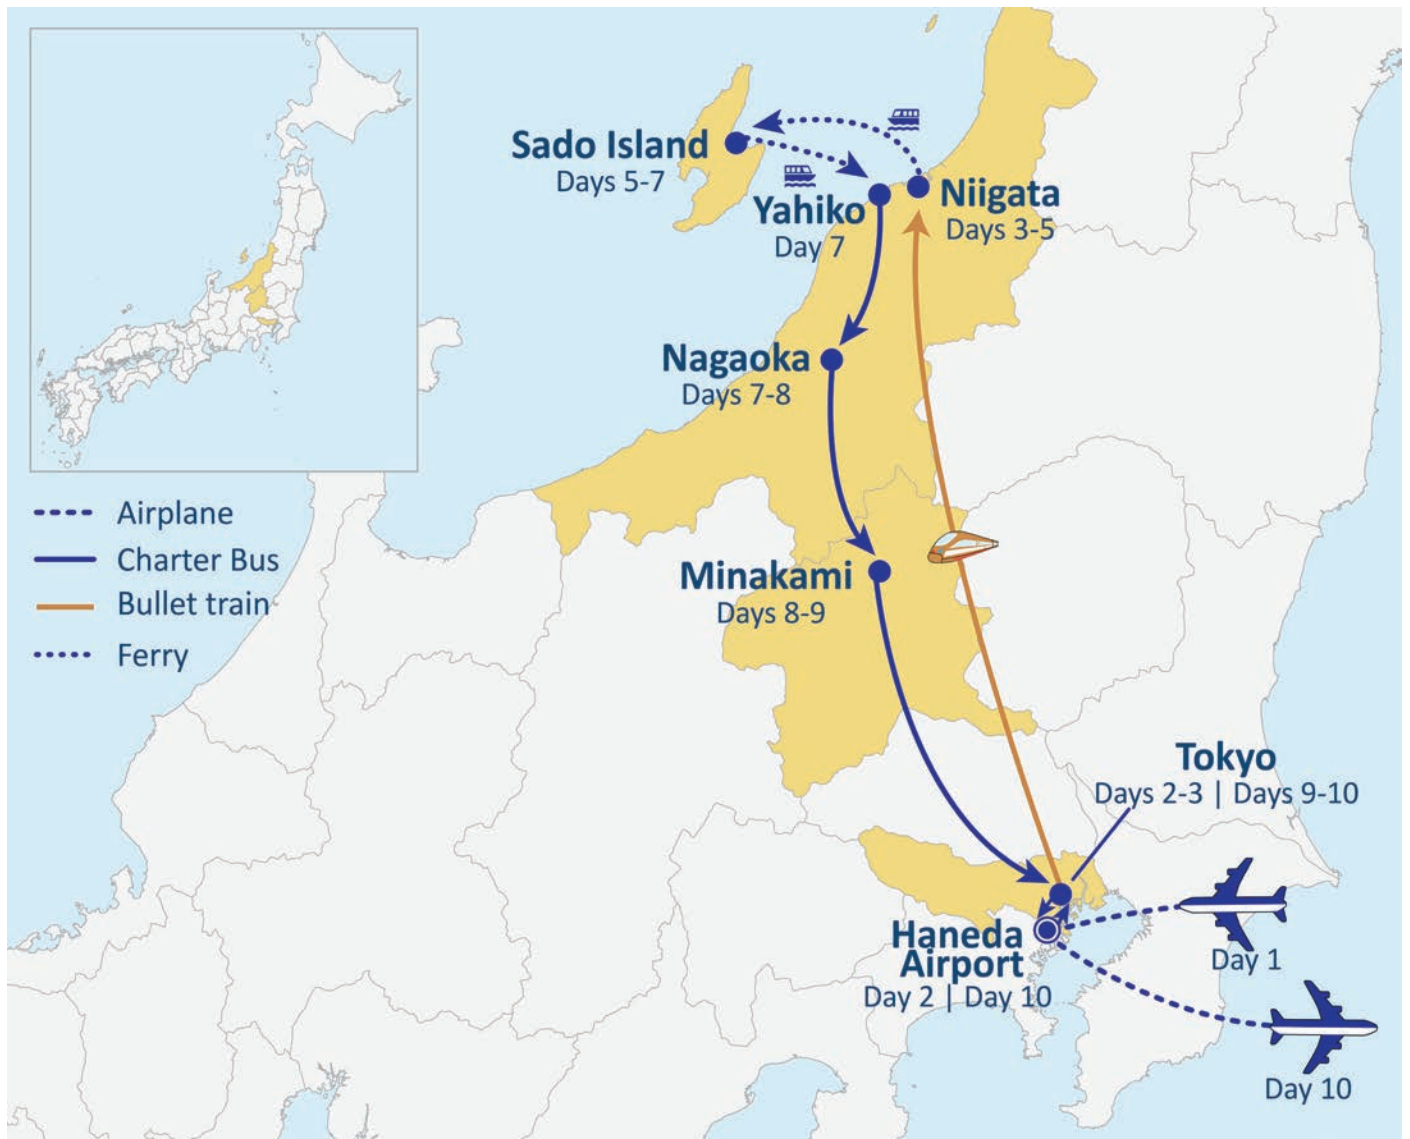 Sado Island
Days 5-7
Yahiko
Day 7
Niigata
Days 3-5
Nagaoka
Days 7-8
Airplane
Charter Bus
Bullet train
Ferry
Minakami
Days 8-9
Tokyo
Days 2-3 | Days 9-10
Haneda
Airport
Day 2 | Day 10
Day 1
Day 10